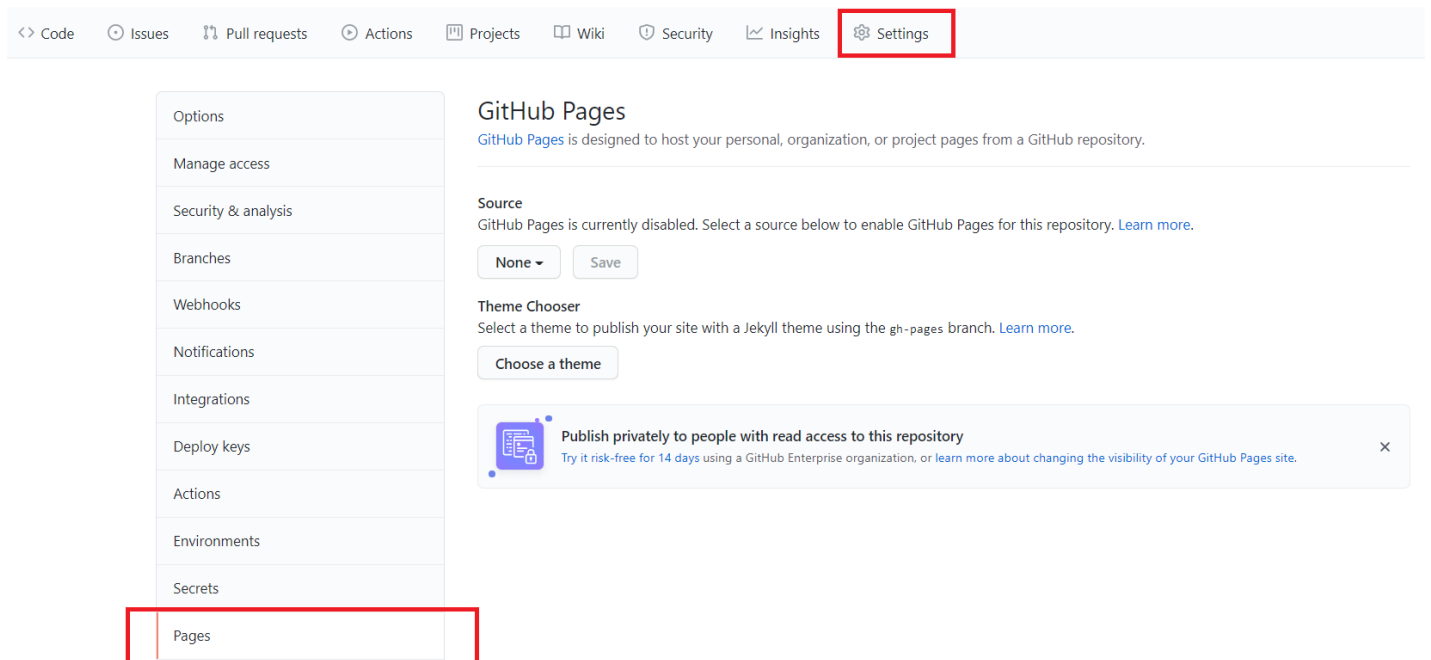 Code Issues Pull requests Actions Projects Wiki Security Insights Settings
Options
Manage access
Security & analysis
Branches
Webhooks
Notifications
Integrations
Deploy keys
Actions
Environments
Secrets
Pages
GitHub Pages
GitHub Pages is designed to host your personal, organization, or project pages from a GitHub repository.
Source
GitHub Pages is currently disabled. Select a source below to enable GitHub Pages for this repository. Learn more.
None Save
Theme Chooser
Select a theme to publish your site with a Jekyll theme using the gh-pages branch. Learn more.
Choose a theme
Publish privately to people with read access to this repository
Try it risk-free for 14 days using a GitHub Enterprise organization, or learn more about changing the visibility of your GitHub Pages site.